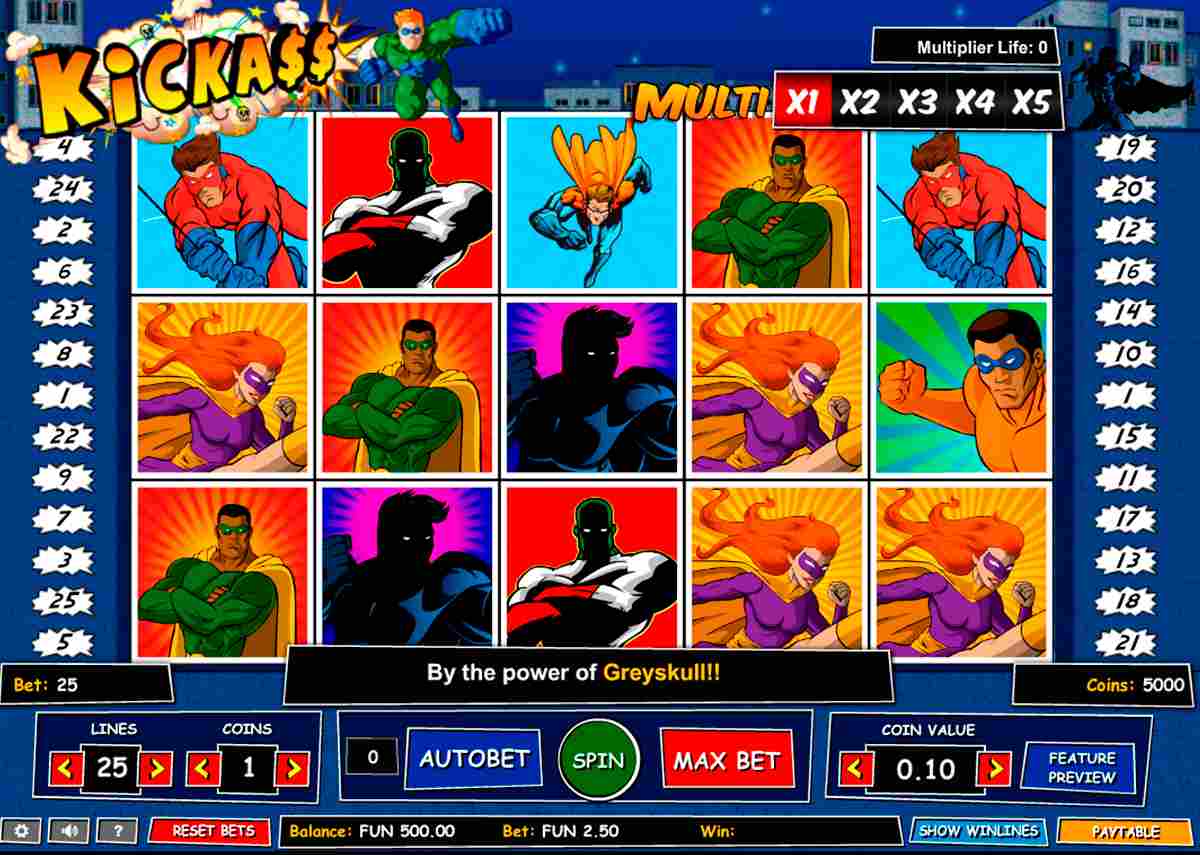 KiCKA$$
Multiplier Life: 0
MULTI
X1 X2 X3 X4 X5
4
24
2
6
23
8
1
22
9
7
3
25
5
19
20
12
16
14
10
1
15
11
17
13
18
21
By the power of Greyskull!!
Bet: 25
Coins: 5000
LINES
25
COINS
1
0
AUTOBET
SPIN
MAX BET
COIN VALUE
0.10
FEATURE
PREVIEW
?
RESET BETS
Balance: FUN 500.00 Bet: FUN 2.50 Win:
SHOW WINLINES
PAYTABLE